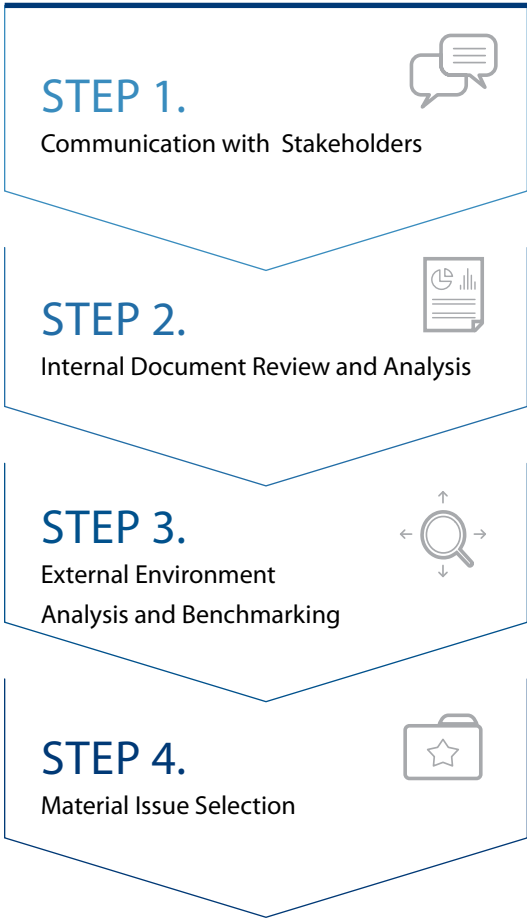 STEP 1.
Communication with Stakeholders
STEP 2.
Internal Document Review and Analysis
STEP 3.
External Environment
Analysis and Benchmarking
STEP 4.
Material Issue Selection